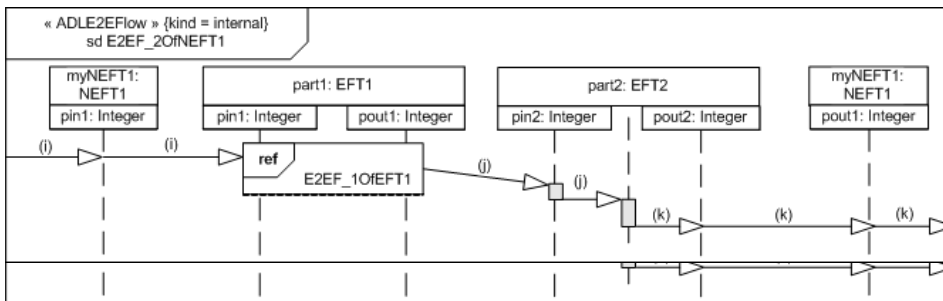 « ADLE2EFlow » {kind = internal}
sd E2EF_2OfNEFT1
myNEFT1:
NEFT1
part1: EFT1
part2: EFT2
myNEFT1:
NEFT1
pin1: Integer
pin1: Integer
pout1: Integer
pin2: Integer
pout2: Integer
pout1: Integer
(i)
(i)
ref
E2EF_1OfEFT1
(j)
(j)
(k)
(k)
(k)